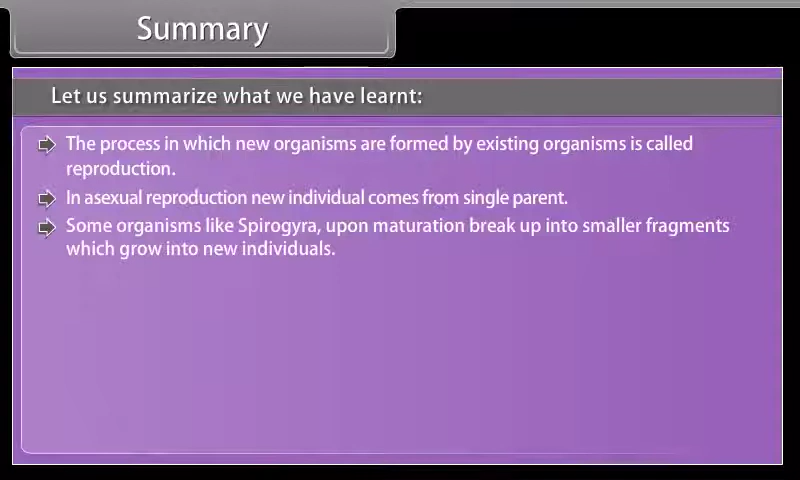 Summary
Let us summarize what we have learnt:
The process in which new organisms are formed by existing organisms is called
reproduction.
In asexual reproduction new individual comes from single parent.
Some organisms like Spirogyra, upon maturation break up into smaller fragments
which grow into new individuals.